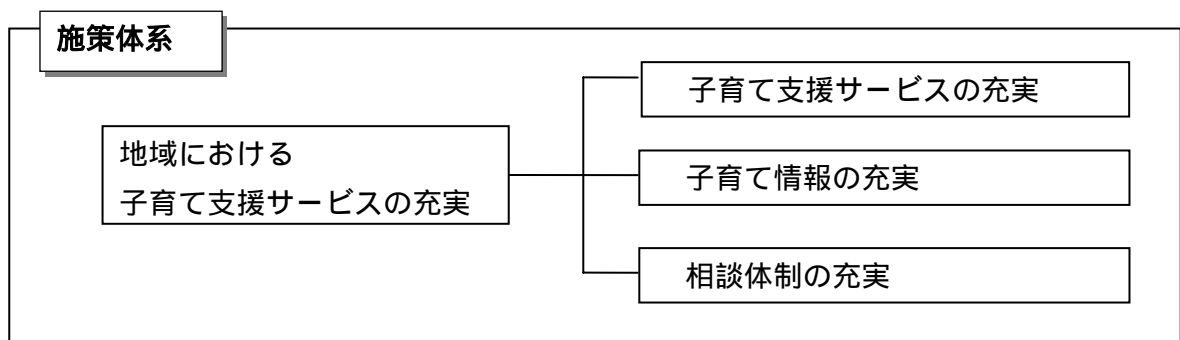 施策体系
地域における
子育て支援サービスの充実
子育て支援サービスの充実
子育て情報の充実
相談体制の充実